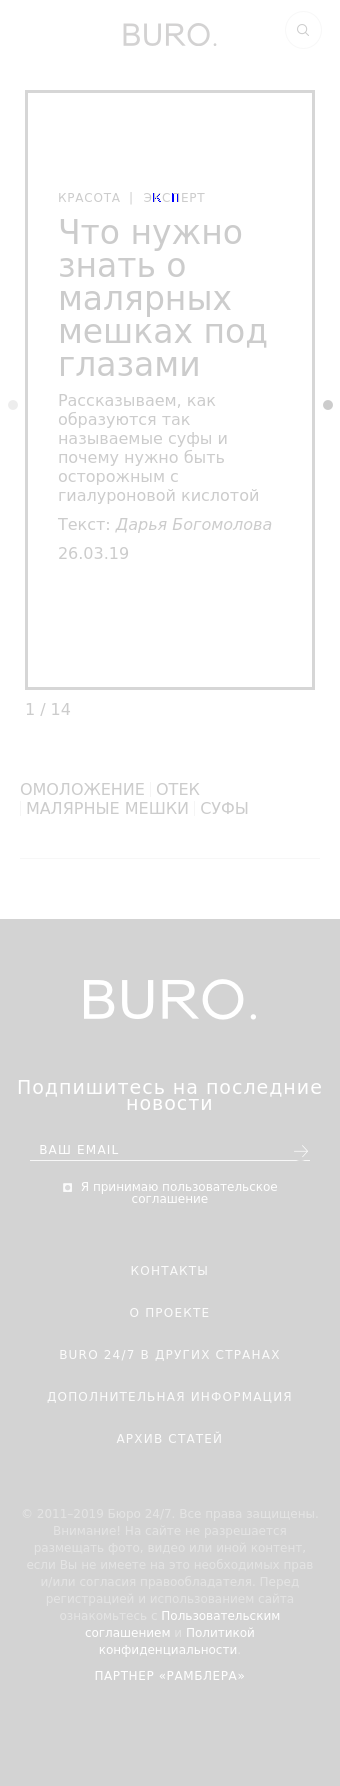 BURO.
КРАСОТА | ЭКСПЕРТ
Что нужно
знать о
малярных
мешках под
глазами
Рассказываем, как
образуются так
называемые суфы и
почему нужно быть
осторожным с
гиалуроновой кислотой
Текст: Дарья Богомолова
26.03.19
1 / 14
ОМОЛОЖЕНИЕ ОТЕК
МАЛЯРНЫЕ МЕШКИ СУФЫ
BURO.
Подпишитесь на последние
новости
ВАШ EMAIL
Я принимаю пользовательское
соглашение
КОНТАКТЫ
О ПРОЕКТЕ
BURO 24/7 В ДРУГИХ СТРАНАХ
ДОПОЛНИТЕЛЬНАЯ ИНФОРМАЦИЯ
АРХИВ СТАТЕЙ
© 2011–2019 Бюро 24/7. Все права защищены.
Внимание! На сайте не разрешается
размещать фото, видео или иной контент,
если Вы не имеете на это необходимых прав
и/или согласия правообладателя. Перед
регистрацией и использованием сайта
ознакомьтесь с Пользовательским
соглашением и Политикой
конфиденциальности.
ПАРТНЕР «РАМБЛЕРА»